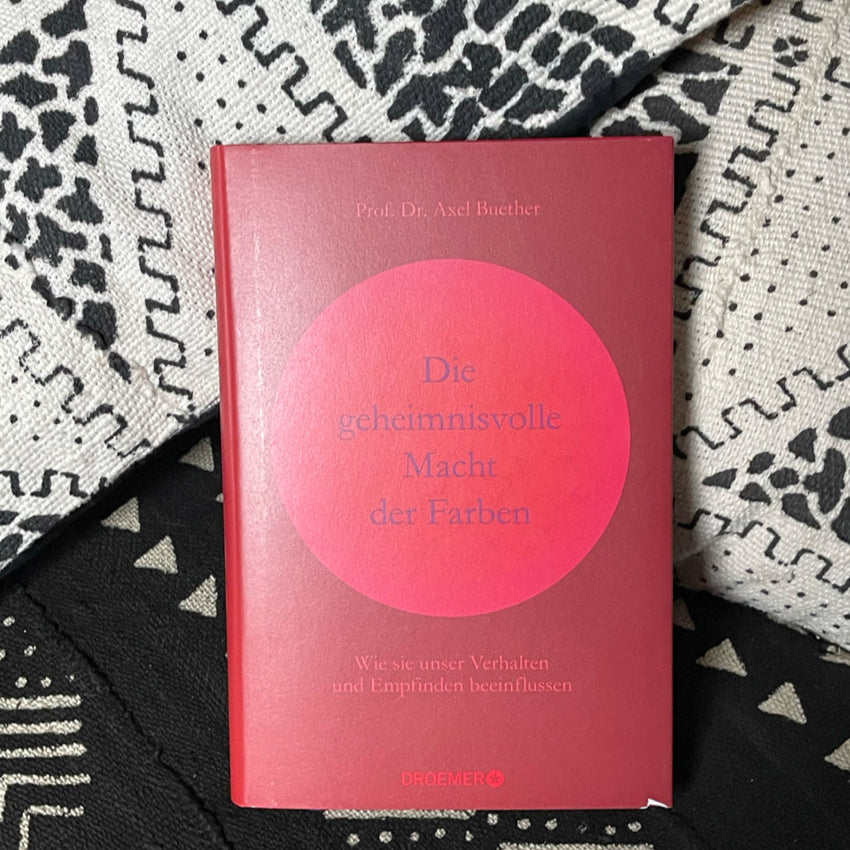 Prof. Dr. Axel Buether
Die
geheimnisvolle
Macht
der Farben
Wie sie unser Verhalten
und Empfinden beeinflussen
DROEMER